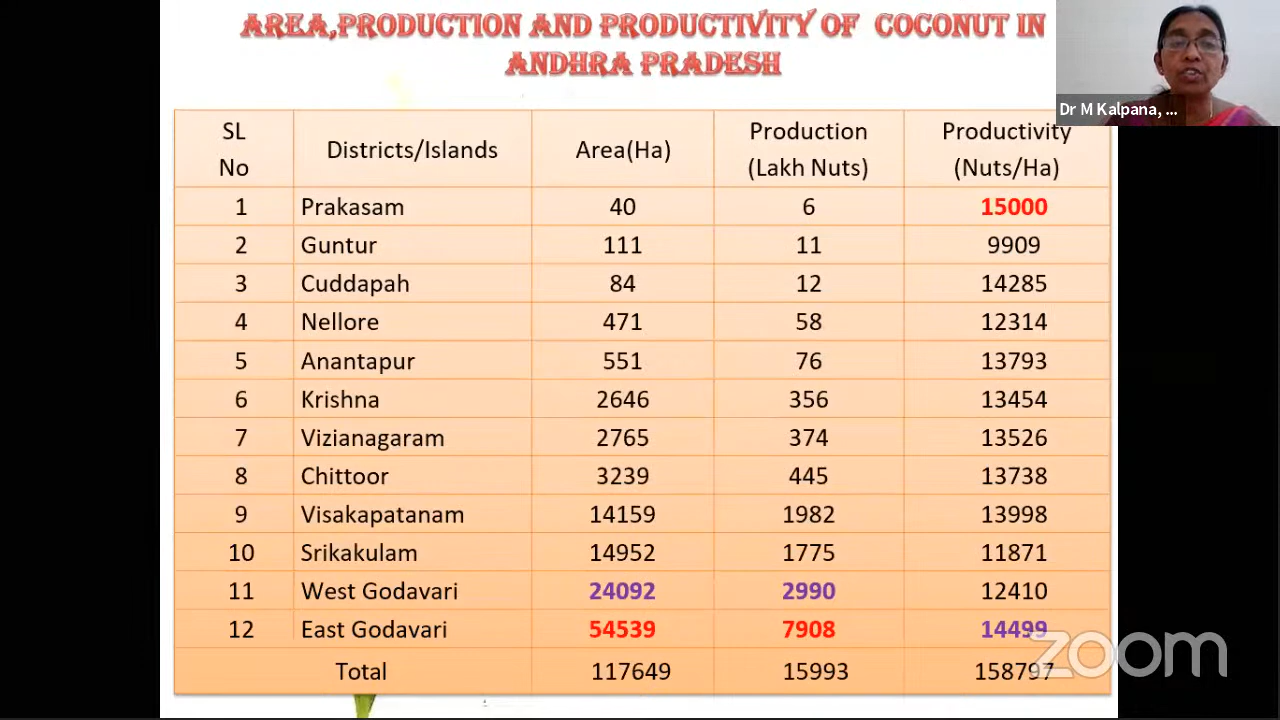 AREA,PRODUCTION AND PRODUCTIVITY OF COCONUT IN
ANDHRA PRADESH
Dr M Kalpana, ...
SL No Districts/Islands Area(Ha) Production (Lakh Nuts) Productivity (Nuts/Ha)
1 Prakasam 40 6 15000
2 Guntur 111 11 9909
3 Cuddapah 84 12 14285
4 Nellore 471 58 12314
5 Anantapur 551 76 13793
6 Krishna 2646 356 13454
7 Vizianagaram 2765 374 13526
8 Chittoor 3239 445 13738
9 Visakapatanam 14159 1982 13998
10 Srikakulam 14952 1775 11871
11 West Godavari 24092 2990 12410
12 East Godavari 54539 7908 14499
Total 117649 15993 158797
zoom